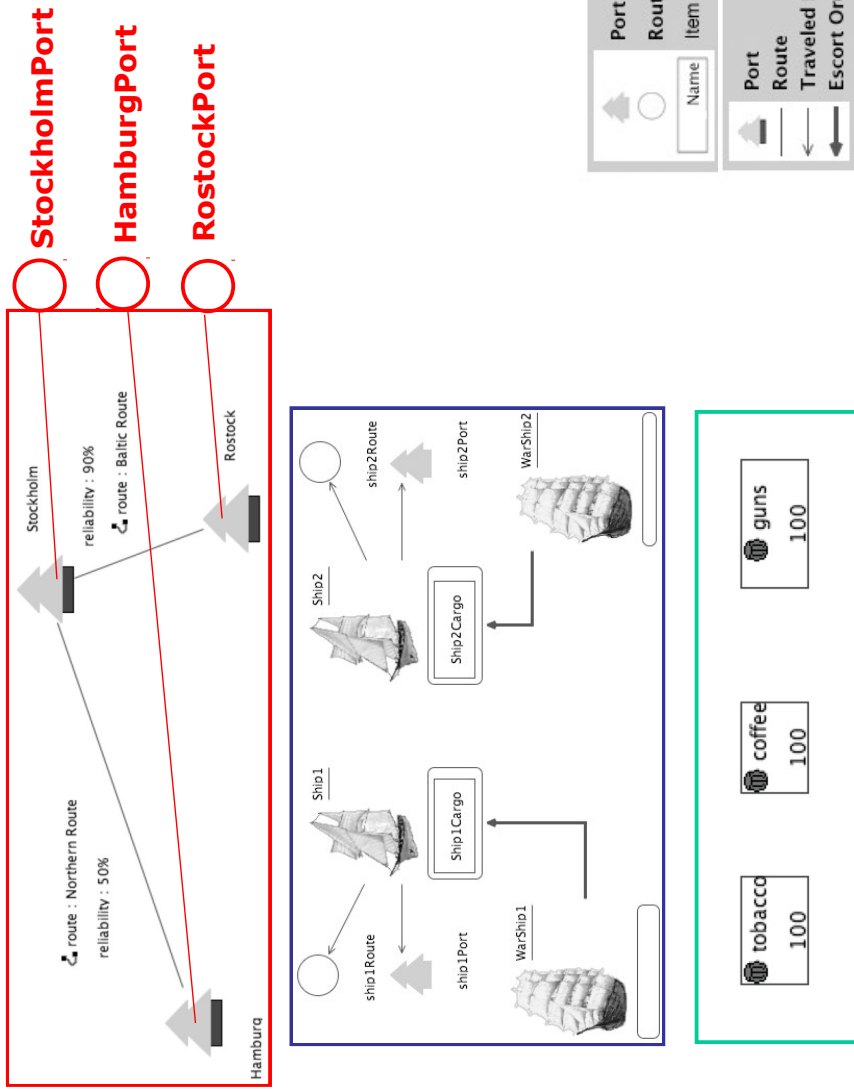 StockholmPort
HamburgPort
RostockPort
Stockholm
reliability : 90%
route : Baltic Route
Rostock
route : Northern Route
reliability : 50%
Hamburg
Ship1
Ship2
ship1Route
ship1Port
ship2Route
ship2Port
Ship1Cargo
Ship2Cargo
WarShip1
WarShip2
tobacco
100
coffee
100
guns
100
Port
Rout
Name
Item
Port
Route
Traveled
Escort Or